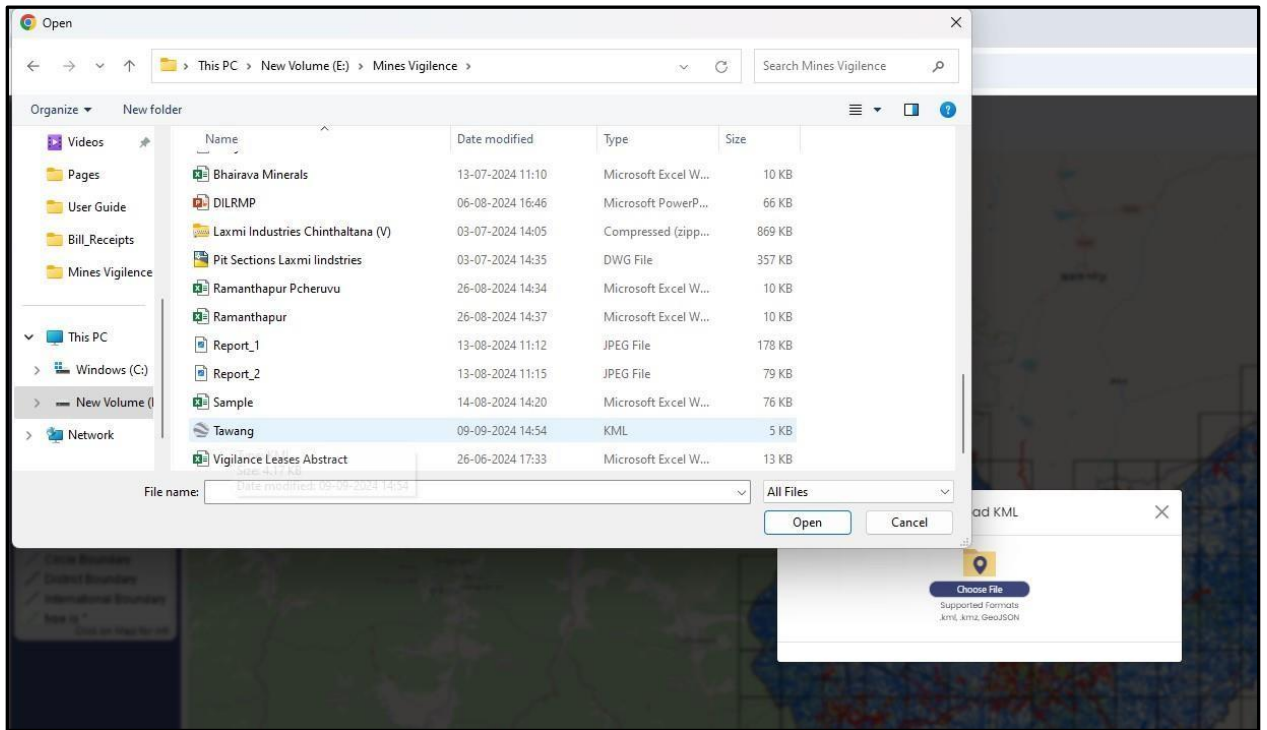 Open
This PC > New Volume (E:) > Mines Vigilence >
Search Mines Vigilence
Organize
New folder
Name Date modified Type Size
Videos
Pages
User Guide
Bill_Receipts
Mines Vigilence
This PC
Windows (C:)
New Volume (
Network
Bhairava Minerals 13-07-2024 11:10 Microsoft Excel W... 10 KB
DILRMP 06-08-2024 16:46 Microsoft PowerP... 66 KB
Laxmi Industries Chinthaltana (V) 03-07-2024 14:05 Compressed (zipp... 869 KB
Pit Sections Laxmi Iindstries 03-07-2024 14:35 DWG File 357 KB
Ramanthapur Pcheruvu 26-08-2024 14:34 Microsoft Excel W... 10 KB
Ramanthapur 26-08-2024 14:37 Microsoft Excel W... 10 KB
Report_1 13-08-2024 11:12 JPEG File 178 KB
Report_2 13-08-2024 11:15 JPEG File 79 KB
Sample 14-08-2024 14:20 Microsoft Excel W... 76 KB
Tawang 09-09-2024 14:54 KML 5 KB
Vigilance Leases Abstract 26-06-2024 17:33 Microsoft Excel W... 13 KB
Size: 4.17 KB
Date modified: 09-09-2024 14:54
File name:
All Files
Open Cancel
ad KML
Choose File
Supported Formats
.kml, .kmz, GeoJSON
District Boundary
International Boundary